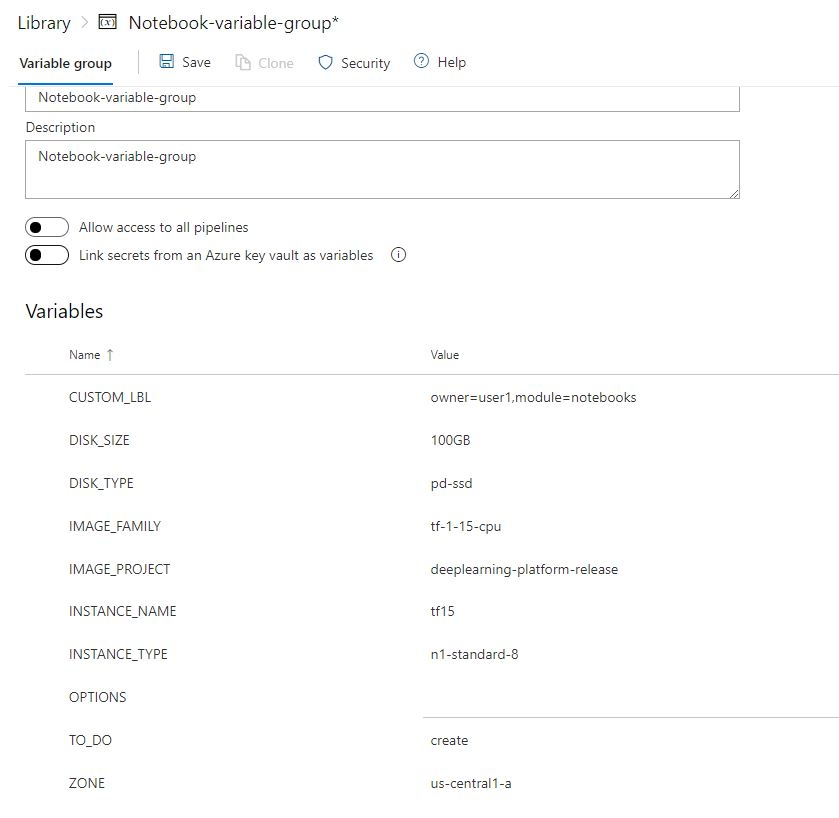 Library > Notebook-variable-group*
Variable group Save Clone Security Help
Notebook-variable-group
Description
Notebook-variable-group
Allow access to all pipelines
Link secrets from an Azure key vault as variables
Variables
Name ↑ Value
CUSTOM_LBL owner=user1,module=notebooks
DISK_SIZE 100GB
DISK_TYPE pd-ssd
IMAGE_FAMILY tf-1-15-cpu
IMAGE_PROJECT deeplearning-platform-release
INSTANCE_NAME tf15
INSTANCE_TYPE n1-standard-8
OPTIONS
TO_DO create
ZONE us-central1-a